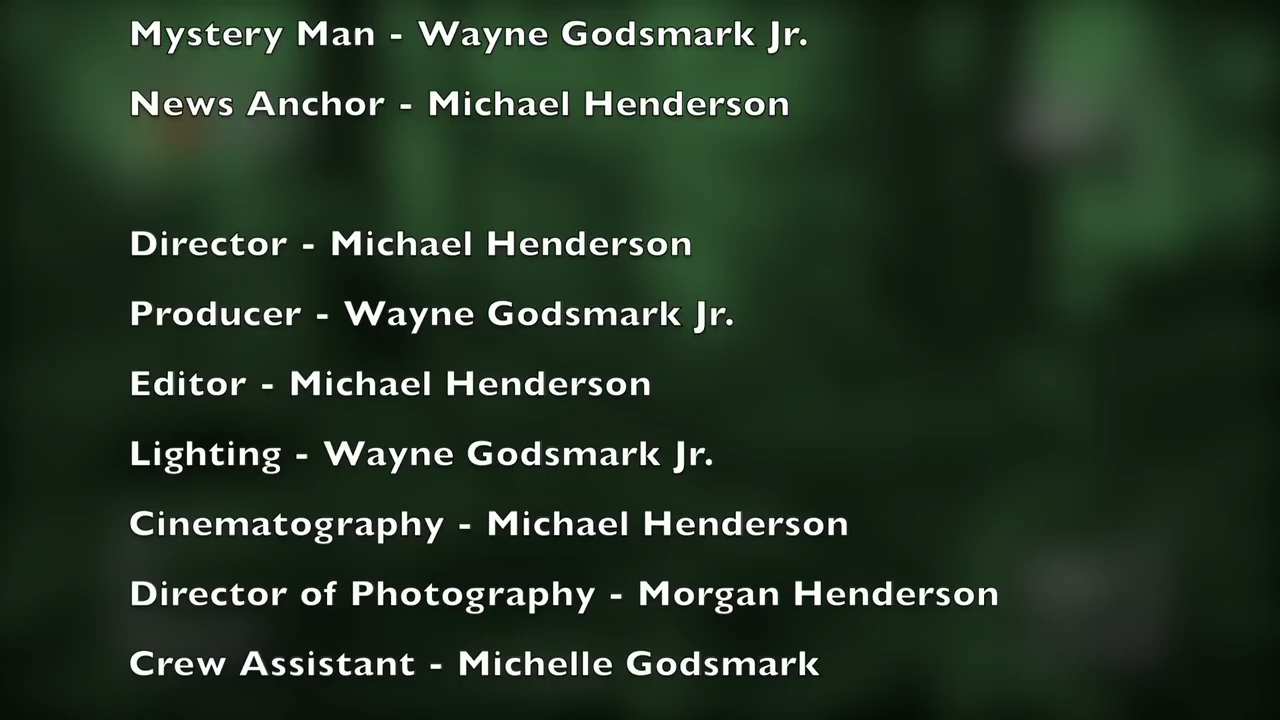 Mystery Man - Wayne Godsmark Jr.
News Anchor - Michael Henderson
Director - Michael Henderson
Producer - Wayne Godsmark Jr.
Editor - Michael Henderson
Lighting - Wayne Godsmark Jr.
Cinematography - Michael Henderson
Director of Photography - Morgan Henderson
Crew Assistant - Michelle Godsmark